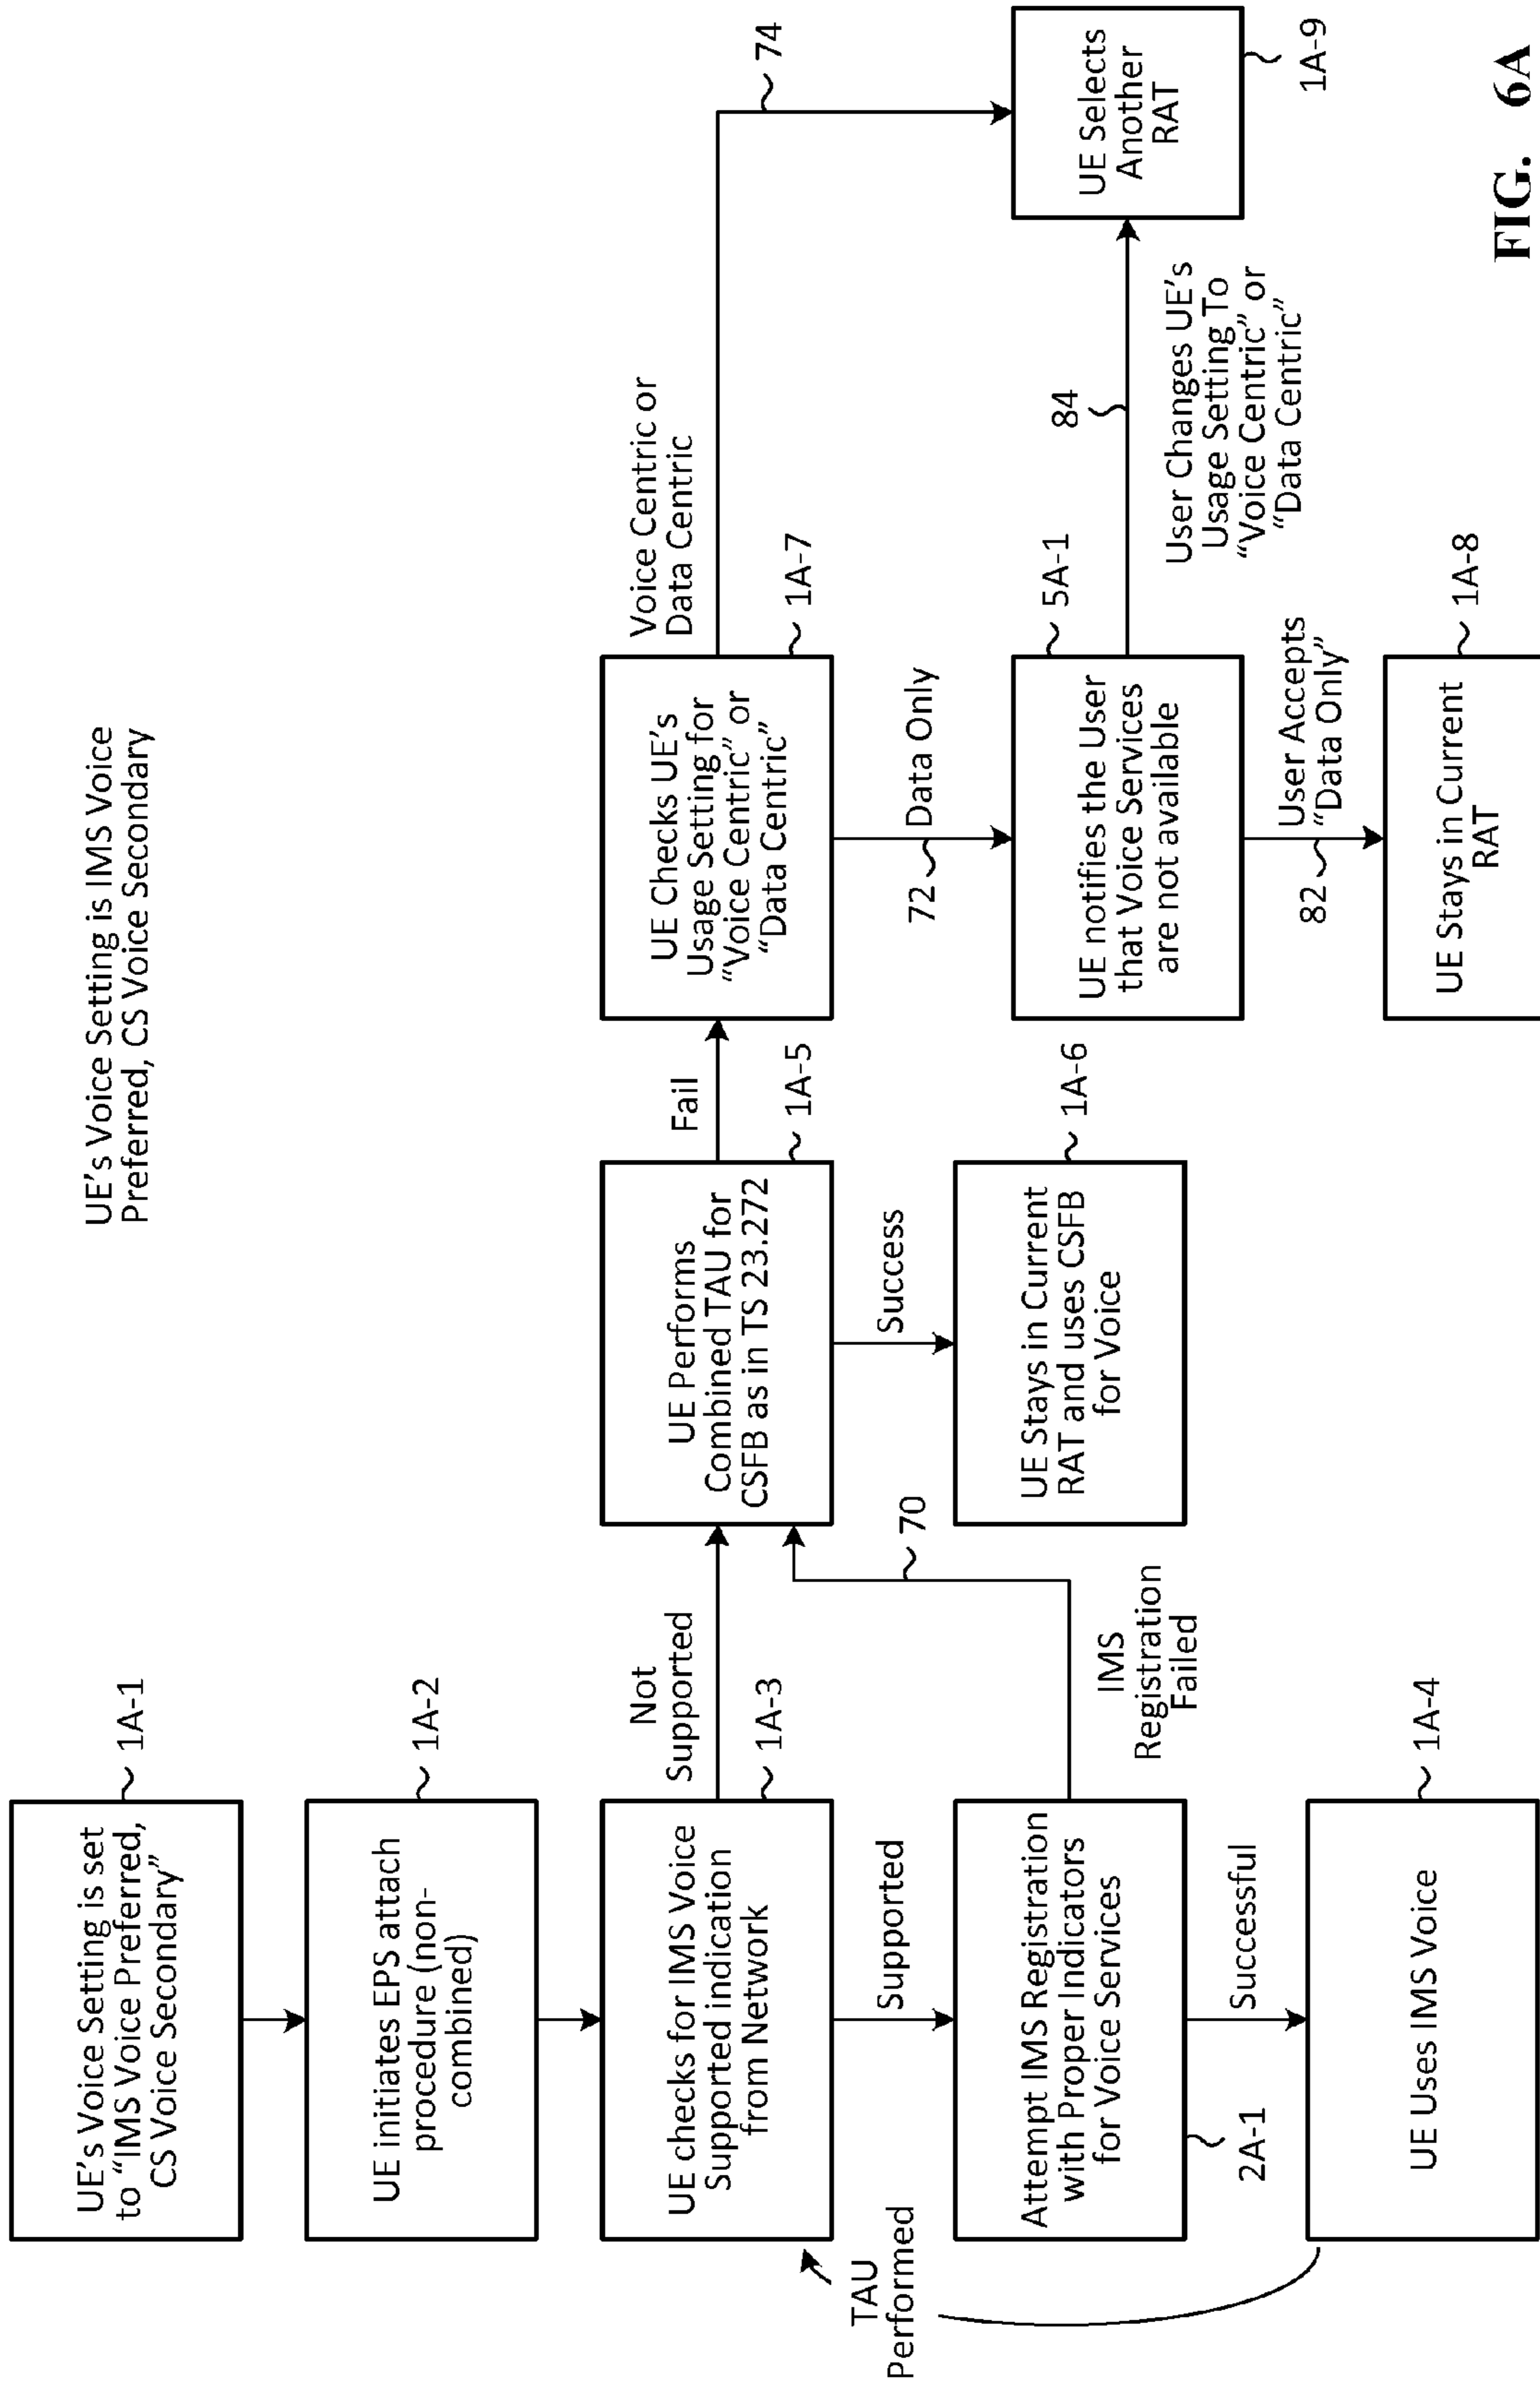 UE's Voice Setting is IMS Voice
Preferred, CS Voice Secondary
UE's Voice Setting is set
to “IMS Voice Preferred,
CS Voice Secondary”
1A-1
UE initiates EPS attach
procedure (non-
combined)
1A-2
UE checks for IMS Voice
Supported indication
from Network
1A-3
Not
Supported
Supported
TAU
Performed
Attempt IMS Registration
with Proper Indicators
for Voice Services
2A-1
IMS
Registration
Failed
70
Successful
UE Uses IMS Voice
1A-4
UE Performs
Combined TAU for
CSFB as in TS 23.272
1A-5
Fail
Success
UE Stays in Current
RAT and uses CSFB
for Voice
1A-6
UE Checks UE's
Usage Setting for
“Voice Centric” or
“Data Centric”
1A-7
Voice Centric or
Data Centric
74
72
Data Only
UE notifies the User
that Voice Services
are not available
5A-1
84
User Changes UE's
Usage Setting To
“Voice Centric” or
“Data Centric”
82
User Accepts
“Data Only”
UE Stays in Current
RAT
1A-8
UE Selects
Another
RAT
1A-9
FIG. 6A